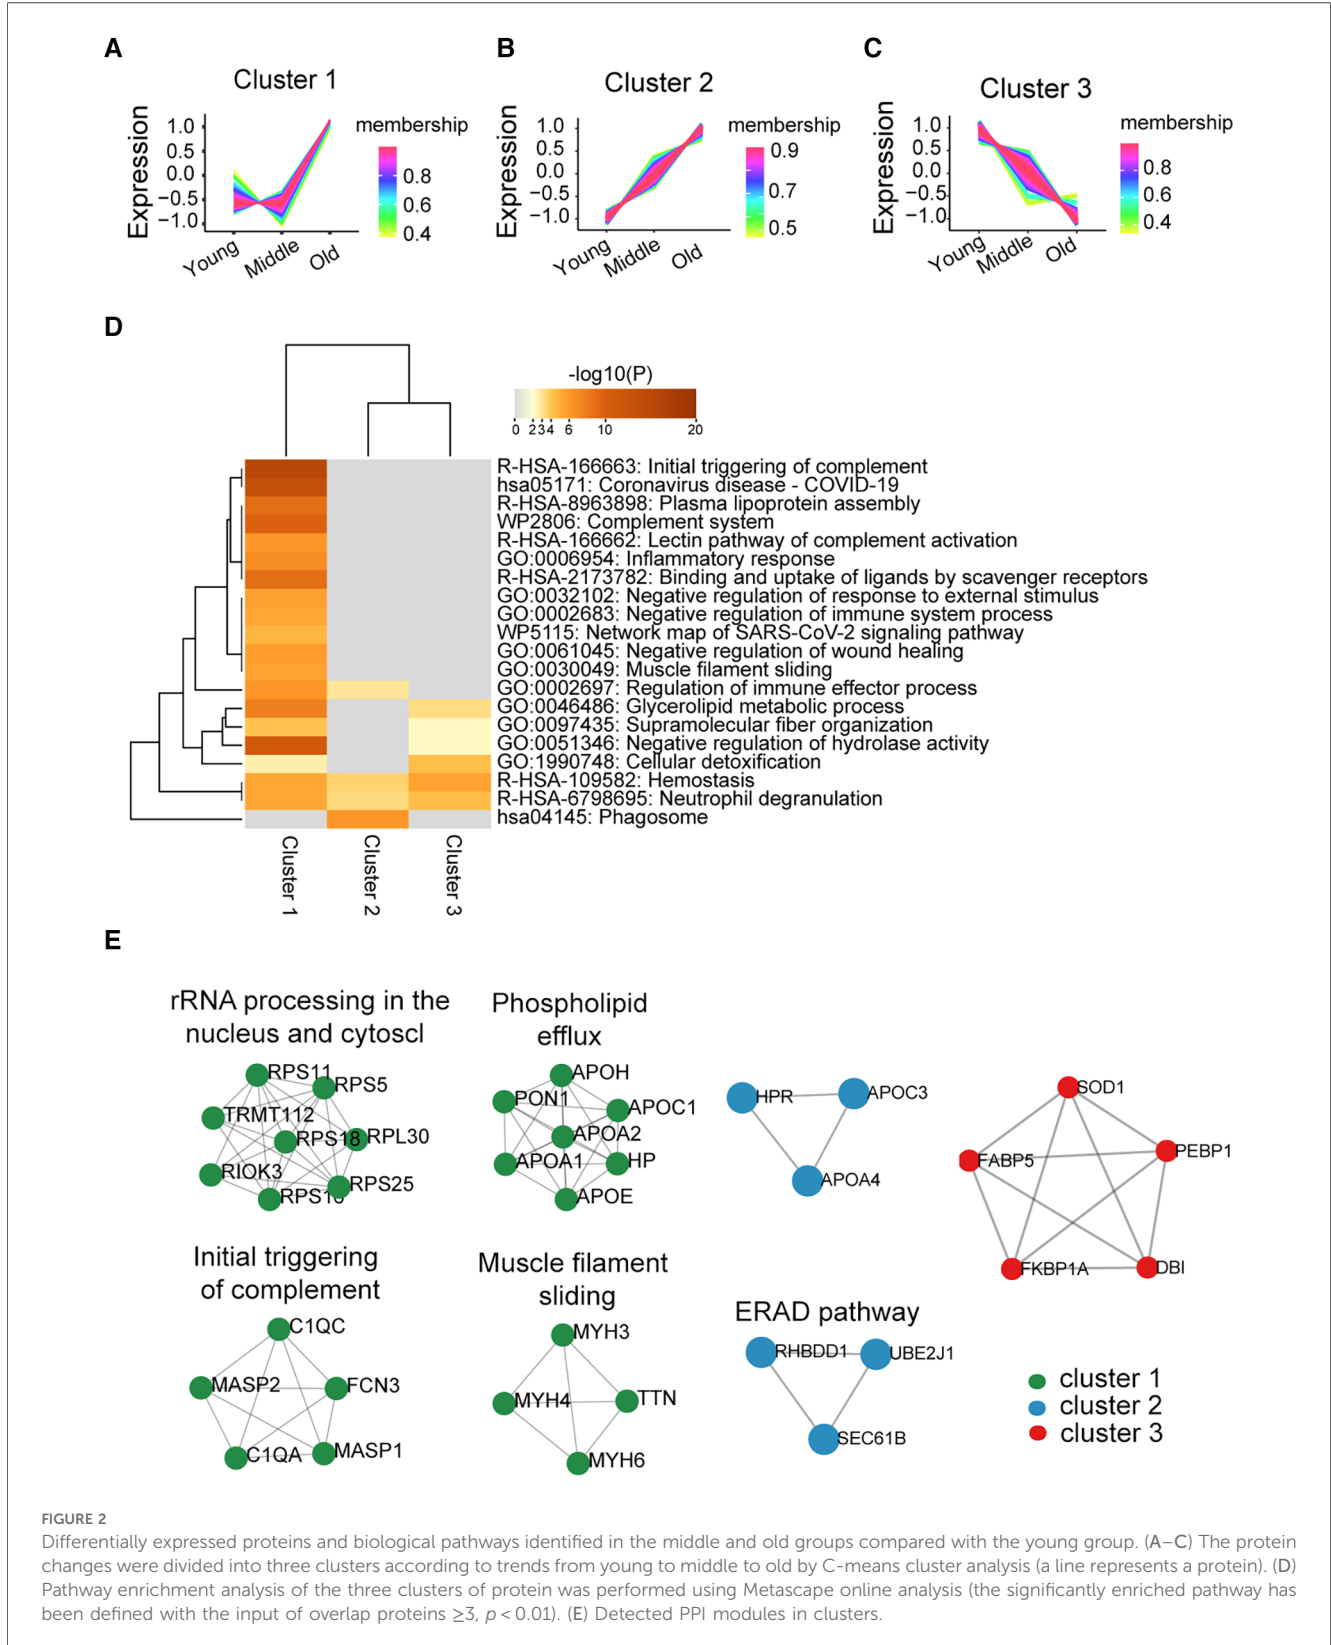 A
B
C
Cluster 1
Cluster 2
Cluster 3
Expression
1.0
0.5
0.0
−0.5
−1.0
Young
Middle
Old
membership
0.8
0.6
0.4
Expression
1.0
0.5
0.0
−0.5
−1.0
Young
Middle
Old
membership
0.9
0.7
0.5
Expression
1.0
0.5
0.0
−0.5
−1.0
Young
Middle
Old
membership
0.8
0.6
0.4
D
-log10(P)
0 2 3 4 6 10 20
R-HSA-166663: Initial triggering of complement
hsa05171: Coronavirus disease - COVID-19
R-HSA-8963898: Plasma lipoprotein assembly
WP2806: Complement system
R-HSA-166662: Lectin pathway of complement activation
GO:0006954: Inflammatory response
R-HSA-2173782: Binding and uptake of ligands by scavenger receptors
GO:0032102: Negative regulation of response to external stimulus
GO:0002683: Negative regulation of immune system process
WP5115: Network map of SARS-CoV-2 signaling pathway
GO:0061045: Negative regulation of wound healing
GO:0030049: Muscle filament sliding
GO:0002697: Regulation of immune effector process
GO:0046486: Glycerolipid metabolic process
GO:0097435: Supramolecular fiber organization
GO:0051346: Negative regulation of hydrolase activity
GO:1990748: Cellular detoxification
R-HSA-109582: Hemostasis
R-HSA-6798695: Neutrophil degranulation
hsa04145: Phagosome
Cluster 1
Cluster 2
Cluster 3
E
rRNA processing in the
nucleus and cytoscl
RPS11
RPS5
TRMT112
RPS18
RPL30
RIOK3
RPS25
Phospholipid
efflux
APOH
PON1
APOC1
APOA2
APOA1
HP
APOE
HPR
APOC3
APOA4
SOD1
FABP5
PEBP1
FKBP1A
DBI
Initial triggering
of complement
C1QC
MASP2
FCN3
C1QA
MASP1
Muscle filament
sliding
MYH3
MYH4
TTN
MYH6
ERAD pathway
RHBDD1
UBE2J1
SEC61B
cluster 1
cluster 2
cluster 3
FIGURE 2
Differentially expressed proteins and biological pathways identified in the middle and old groups compared with the young group. (A–C) The protein
changes were divided into three clusters according to trends from young to middle to old by C-means cluster analysis (a line represents a protein). (D)
Pathway enrichment analysis of the three clusters of protein was performed using Metascape online analysis (the significantly enriched pathway has
been defined with the input of overlap proteins ≥3, p < 0.01). (E) Detected PPI modules in clusters.